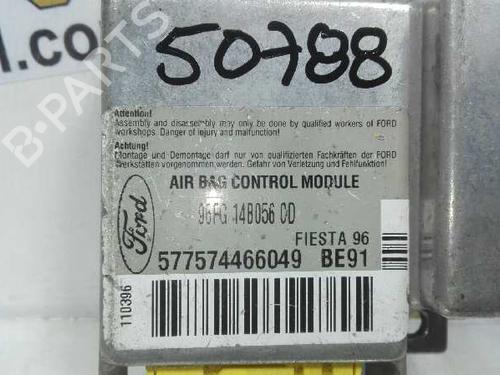 50788
Attention!
Assembly and disassembly may only be done by qualified workers of FORD
workshops. Danger of injury and malfunction!
Achtung!
Montage und Demontage darf nur von qualifizierten Fachkräften der FORD
Werkstätten vorgenommen werden. Gefahr von Verletzung und Fehlfunktion!
AIR BAG CONTROL MODULE
Ford
96FG 14B056 CD
FIESTA 96
577574466049 BE91
110396
B-PARTS